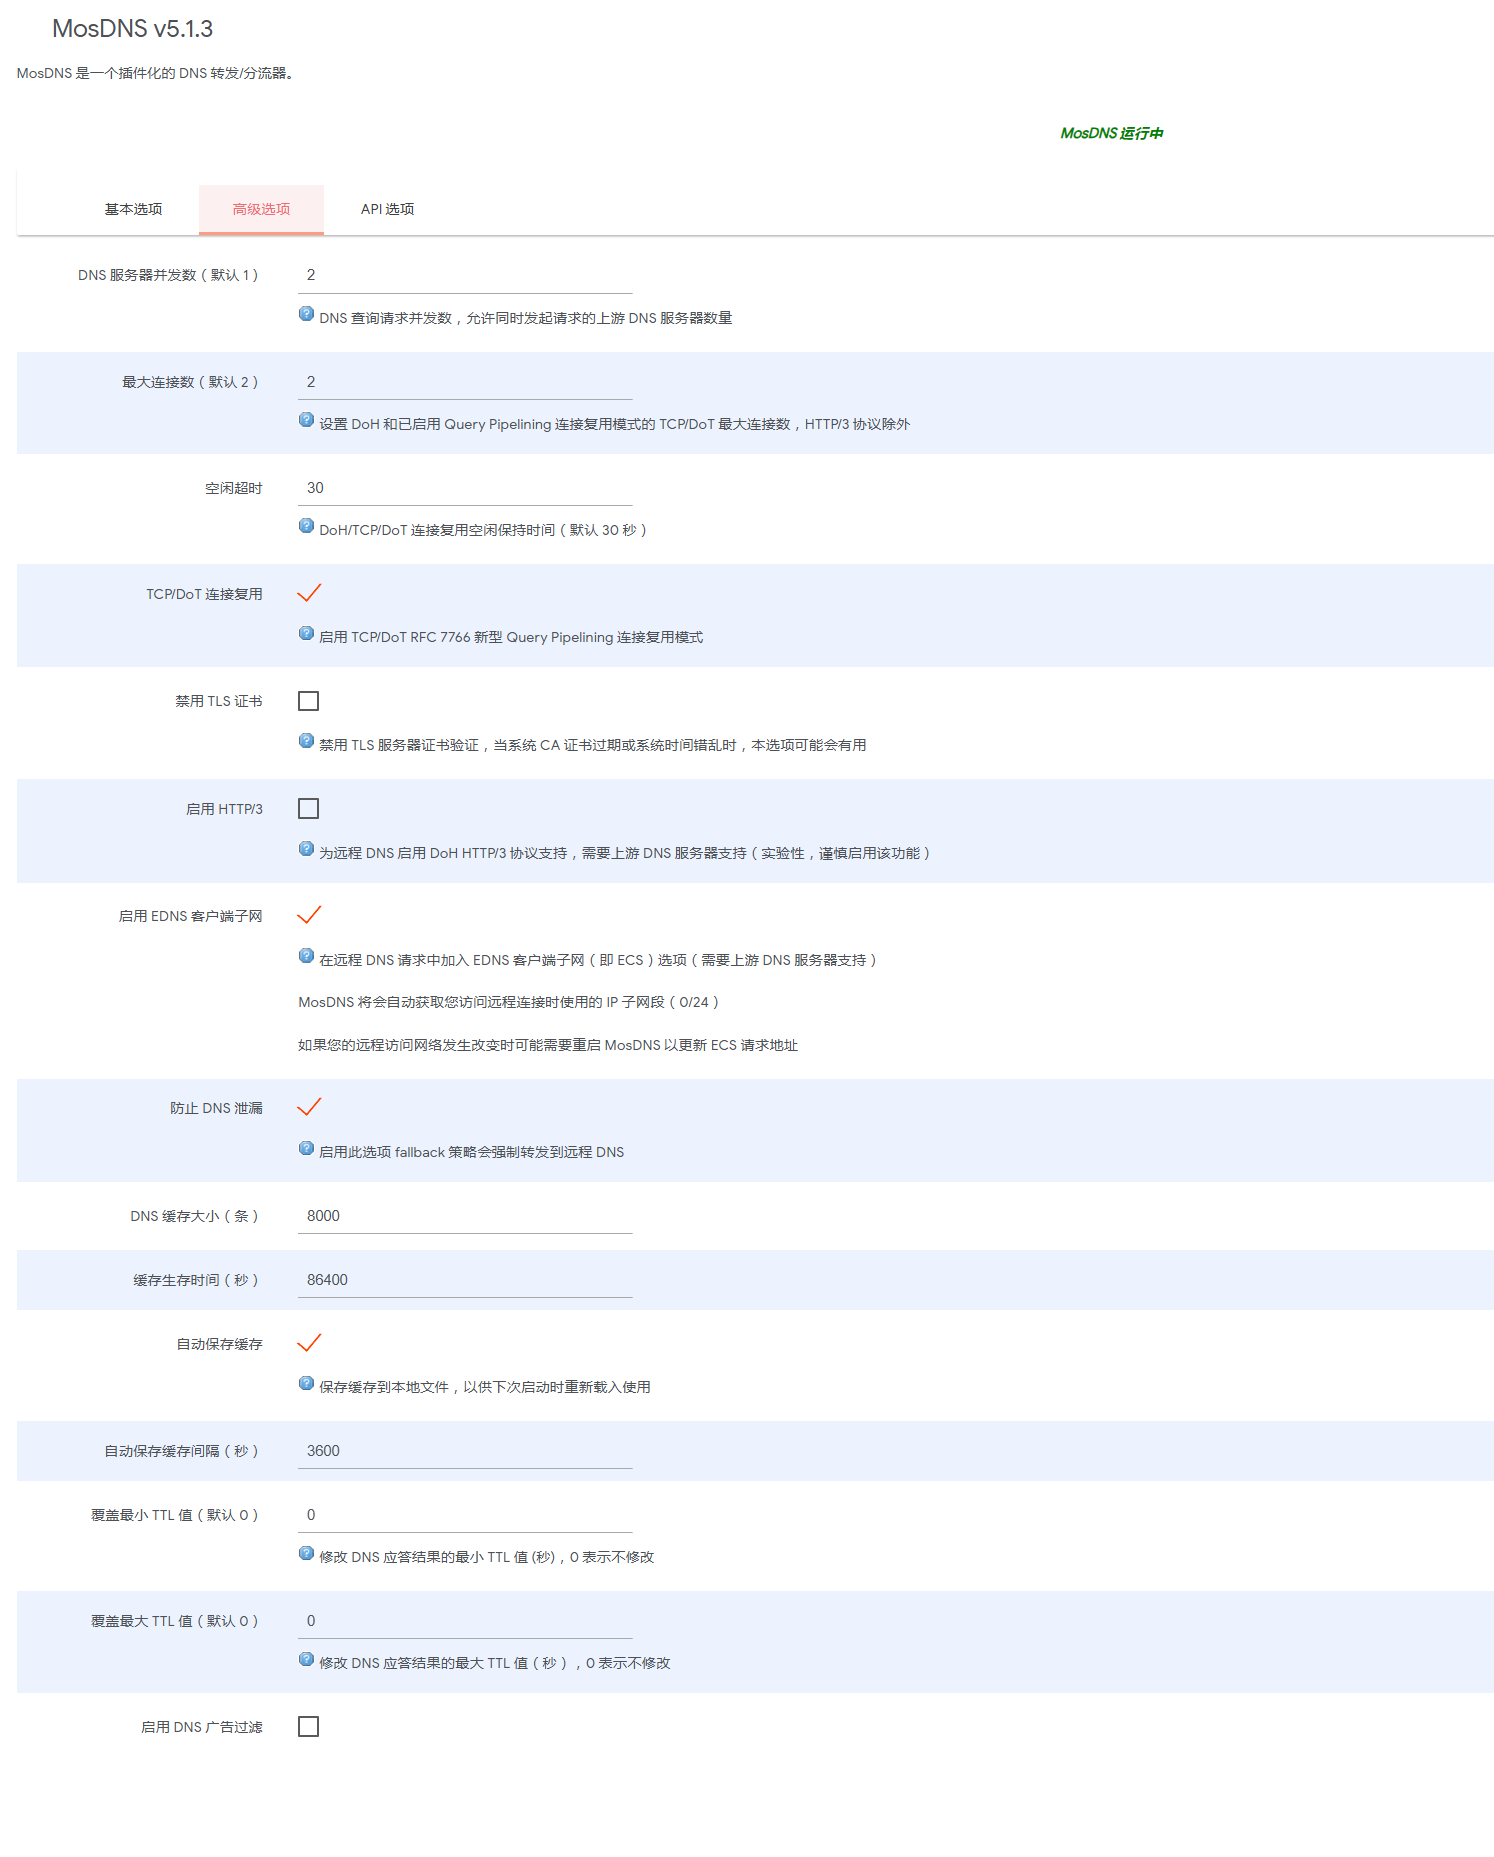 MosDNS v5.1.3
MosDNS 是一个插件化的 DNS 转发/分流器。
MosDNS 运行中
基本选项 高级选项 API 选项
DNS 服务器并发数（默认 1） 2
DNS 查询请求并发数，允许同时发起请求的上游 DNS 服务器数量
最大连接数（默认 2） 2
设置 DoH 和已启用 Query Pipelining 连接复用模式的 TCP/DoT 最大连接数，HTTP/3 协议除外
空闲超时 30
DoH/TCP/DoT 连接复用空闲保持时间（默认 30 秒）
TCP/DoT 连接复用
启用 TCP/DoT RFC 7766 新型 Query Pipelining 连接复用模式
禁用 TLS 证书
禁用 TLS 服务器证书验证，当系统 CA 证书过期或系统时间错乱时，本选项可能会有用
启用 HTTP/3
为远程 DNS 启用 DoH HTTP/3 协议支持，需要上游 DNS 服务器支持（实验性，谨慎启用该功能）
启用 EDNS 客户端子网
在远程 DNS 请求中加入 EDNS 客户端子网（即 ECS）选项（需要上游 DNS 服务器支持）
MosDNS 将会自动获取您访问远程连接时使用的 IP 子网段（0/24）
如果您的远程访问网络发生改变时可能需要重启 MosDNS 以更新 ECS 请求地址
防止 DNS 泄漏
启用此选项 fallback 策略会强制转发到远程 DNS
DNS 缓存大小（条） 8000
缓存生存时间（秒） 86400
自动保存缓存
保存缓存到本地文件，以供下次启动时重新载入使用
自动保存缓存间隔（秒） 3600
覆盖最小 TTL 值（默认 0） 0
修改 DNS 应答结果的最小 TTL 值 (秒)，0 表示不修改
覆盖最大 TTL 值（默认 0） 0
修改 DNS 应答结果的最大 TTL 值（秒），0 表示不修改
启用 DNS 广告过滤